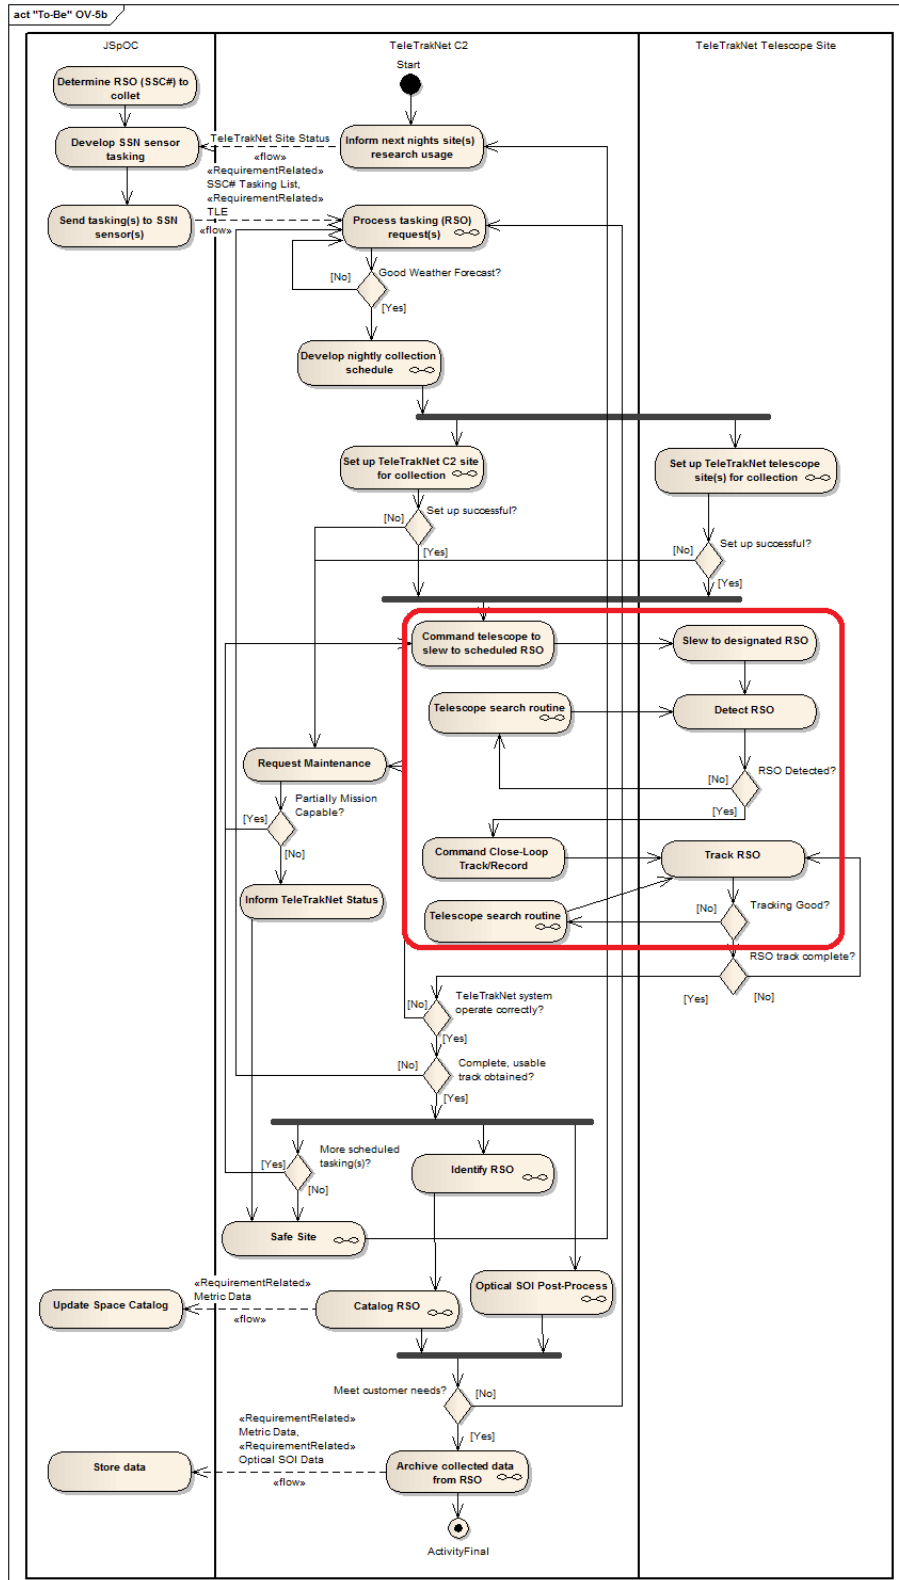 act "To-Be" OV-5b
JSpOC
TeleTrakNet C2
TeleTrakNet Telescope Site
Start
Determine RSO (SSC#) to
collet
Develop SSN sensor
tasking
TeleTrakNet Site Status
«flow»
Inform next nights site(s)
research usage
«RequirementRelated»
SSC# Tasking List,
«RequirementRelated»
TLE
«flow»
Send tasking(s) to SSN
sensor(s)
Process tasking (RSO)
request(s)
[No]
Good Weather Forecast?
[Yes]
Develop nightly collection
schedule
Set up TeleTrakNet C2 site
for collection
Set up TeleTrakNet telescope
site(s) for collection
[No]
Set up successful?
[Yes]
[No]
Set up successful?
[Yes]
Command telescope to
slew to scheduled RSO
Slew to designated RSO
Telescope search routine
Detect RSO
Request Maintenance
[No]
RSO Detected?
[Yes]
Partially Mission
Capable?
[Yes]
[No]
Command Close-Loop
Track/Record
Track RSO
Inform TeleTrakNet Status
Telescope search routine
[No]
Tracking Good?
RSO track complete?
[Yes]
[No]
[No]
TeleTrakNet system
operate correctly?
[Yes]
[No]
Complete, usable
track obtained?
[Yes]
More scheduled
tasking(s)?
[Yes]
[No]
Identify RSO
Safe Site
Optical SOI Post-Process
«RequirementRelated»
Metric Data
«flow»
Update Space Catalog
Catalog RSO
Meet customer needs?
[No]
[Yes]
«RequirementRelated»
Metric Data,
«RequirementRelated»
Optical SOI Data
«flow»
Store data
Archive collected data
from RSO
ActivityFinal